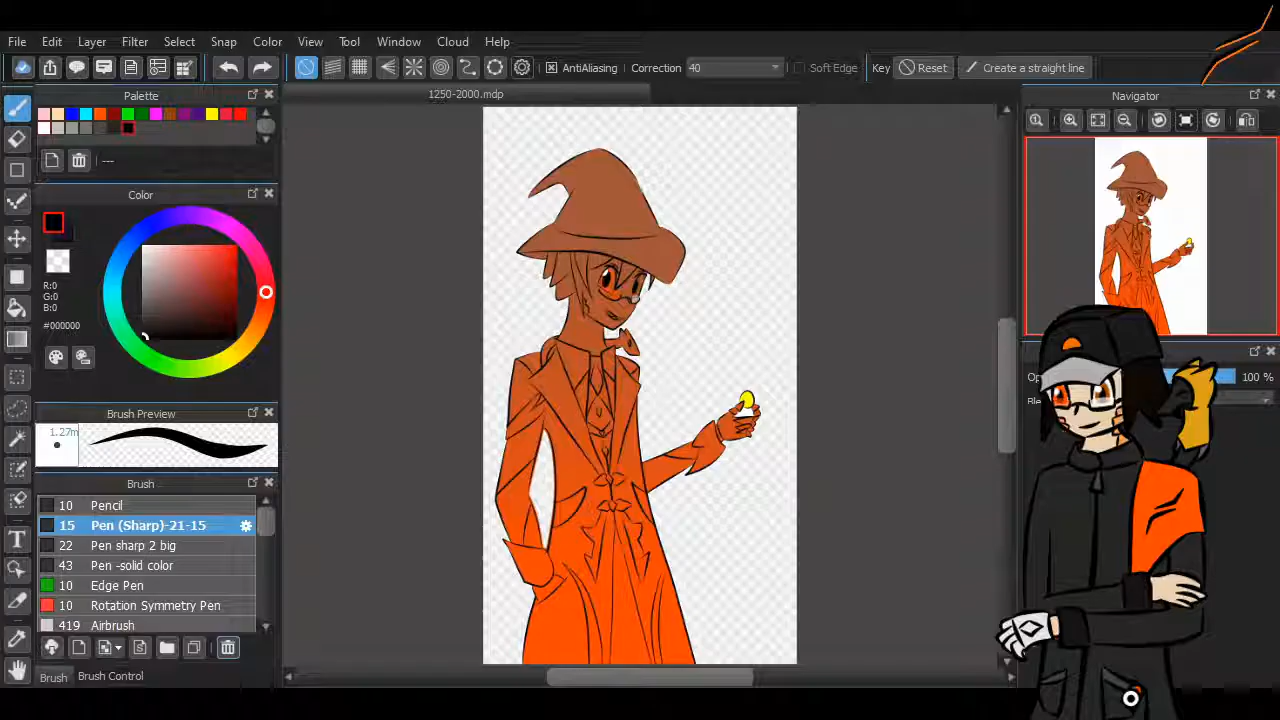 File Edit Layer Filter Select Snap Color View Tool Window Cloud Help
AntiAliasing Correction 40 Soft Edge Key Reset Create a straight line
Palette
1250-2000.mdp
Navigator
---
Color
R:0
G:0
B:0
#000000
100 %
Brush Preview
1.27m
Brush
10 Pencil
15 Pen (Sharp)-21-15
22 Pen sharp 2 big
43 Pen -solid color
10 Edge Pen
10 Rotation Symmetry Pen
419 Airbrush
Brush Brush Control